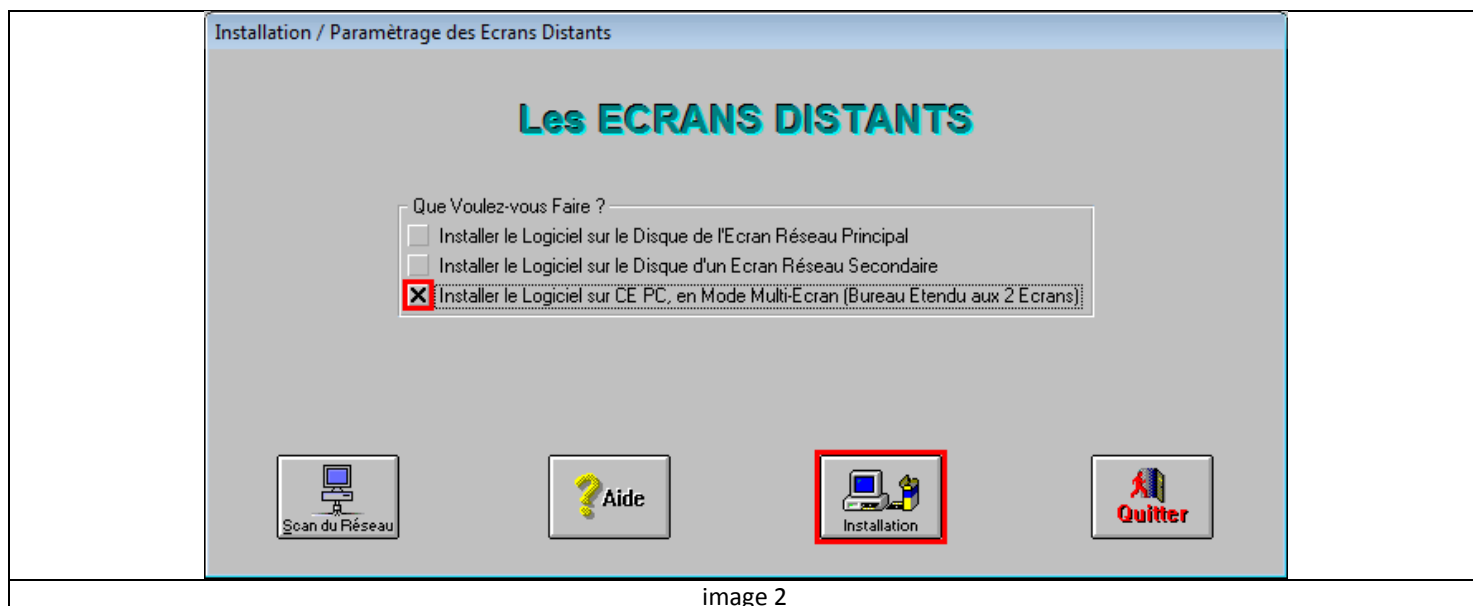 Installation / Paramètrage des Ecrans Distants
Les ECRANS DISTANTS
Que Voulez-vous Faire ?
Installer le Logiciel sur le Disque de l'Ecran Réseau Principal
Installer le Logiciel sur le Disque d'un Ecran Réseau Secondaire
Installer le Logiciel sur CE PC, en Mode Multi-Ecran (Bureau Etendu aux 2 Ecrans)
Scan du Réseau
Aide
Installation
Quitter
image 2